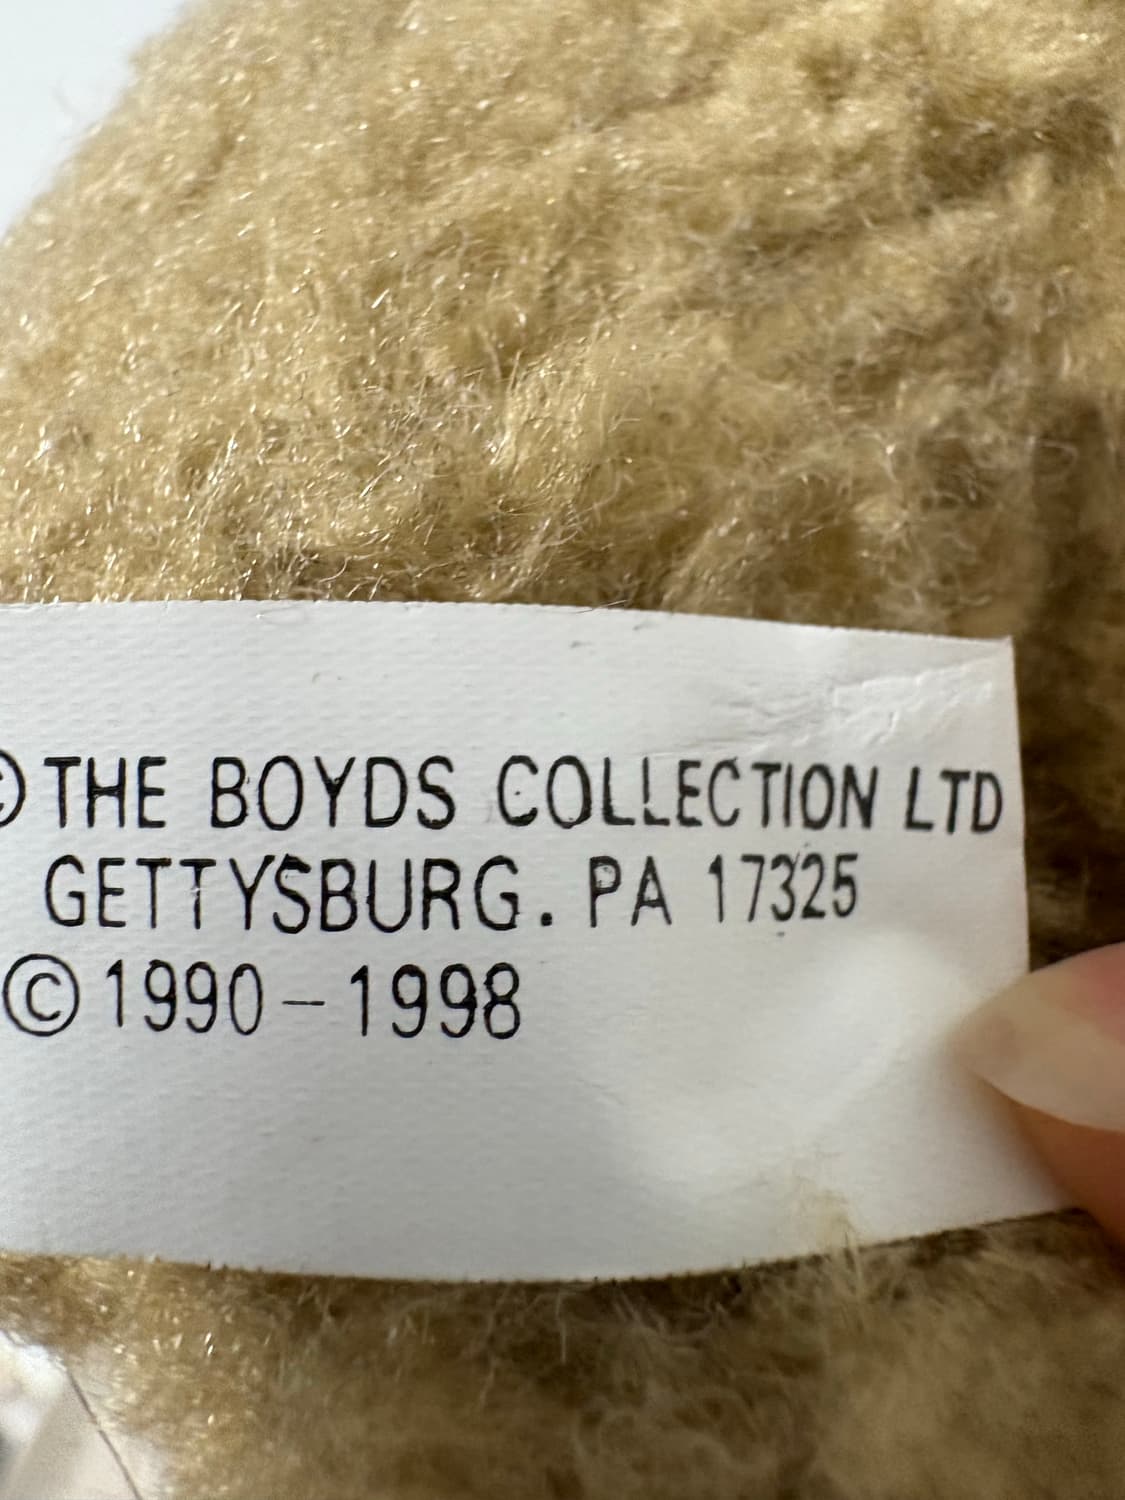 © THE BOYDS COLLECTION LTD
GETTYSBURG. PA 17325
© 1990-1998